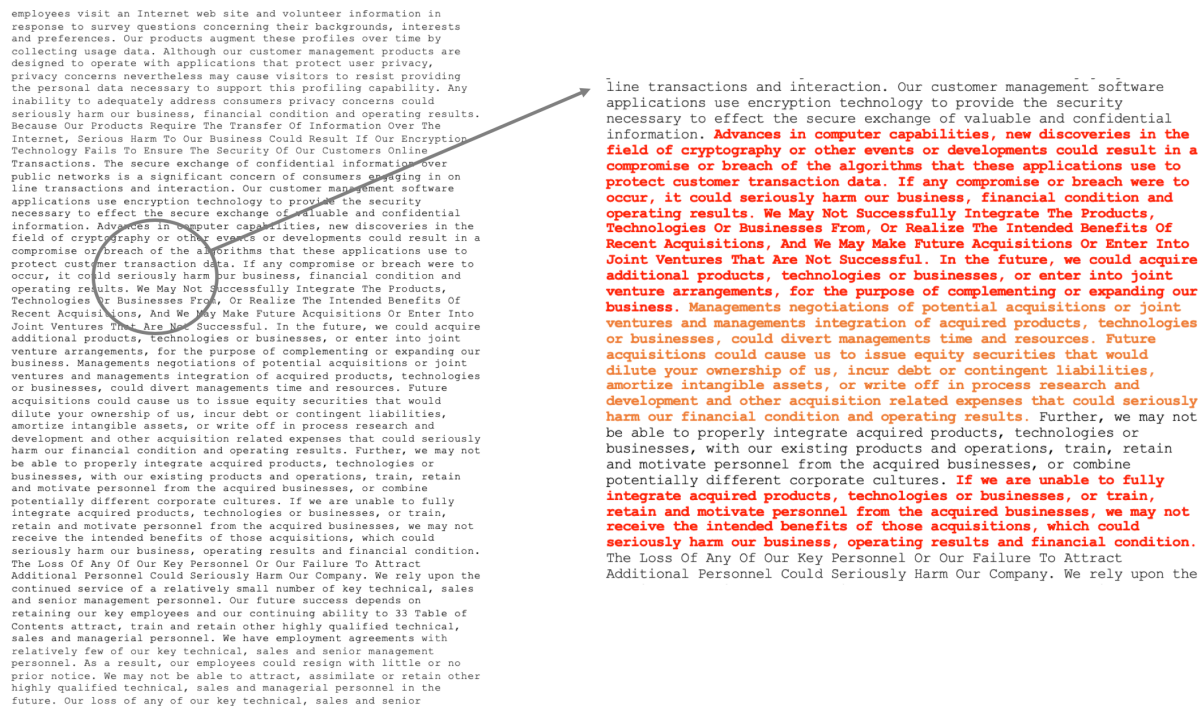 employees visit an Internet web site and volunteer information in
response to survey questions concerning their backgrounds, interests
and preferences. Our products augment these profiles over time by
collecting usage data. Although our customer management products are
designed to operate with applications that protect user privacy,
privacy concerns nevertheless may cause visitors to resist providing
the personal data necessary to support this profiling capability. Any
inability to adequately address consumers privacy concerns could
seriously harm our business, financial condition and operating results.
Because Our Products Require The Transfer Of Information Over The
Internet, Serious Harm To Our Business Could Result If Our Encryption
Technology Fails To Ensure The Security Of Our Customers Online
Transactions. The secure exchange of confidential information over
public networks is a significant concern of consumers engaging in on
line transactions and interaction. Our customer management software
applications use encryption technology to provide the security
necessary to effect the secure exchange of valuable and confidential
information. Advances in computer capabilities, new discoveries in the
field of cryptography or other events or developments could result in a
compromise or breach of the algorithms that these applications use to
protect customer transaction data. If any compromise or breach were to
occur, it could seriously harm our business, financial condition and
operating results. We May Not Successfully Integrate The Products,
Technologies Or Businesses From, Or Realize The Intended Benefits Of
Recent Acquisitions, And We May Make Future Acquisitions Or Enter Into
Joint Ventures That Are Not Successful. In the future, we could acquire
additional products, technologies or businesses, or enter into joint
venture arrangements, for the purpose of complementing or expanding our
business. Managements negotiations of potential acquisitions or joint
ventures and managements integration of acquired products, technologies
or businesses, could divert managements time and resources. Future
acquisitions could cause us to issue equity securities that would
dilute your ownership of us, incur debt or contingent liabilities,
amortize intangible assets, or write off in process research and
development and other acquisition related expenses that could seriously
harm our financial condition and operating results. Further, we may not
be able to properly integrate acquired products, technologies or
businesses, with our existing products and operations, train, retain
and motivate personnel from the acquired businesses, or combine
potentially different corporate cultures. If we are unable to fully
integrate acquired products, technologies or businesses, or train,
retain and motivate personnel from the acquired businesses, we may not
receive the intended benefits of those acquisitions, which could
seriously harm our business, operating results and financial condition.
The Loss Of Any Of Our Key Personnel Or Our Failure To Attract
Additional Personnel Could Seriously Harm Our Company. We rely upon the
continued service of a relatively small number of key technical, sales
and senior management personnel. Our future success depends on
retaining our key employees and our continuing ability to 33 Table of
Contents attract, train and retain other highly qualified technical,
sales and managerial personnel. We have employment agreements with
relatively few of our key technical, sales and senior management
personnel. As a result, our employees could resign with little or no
prior notice. We may not be able to attract, assimilate or retain other
highly qualified technical, sales and managerial personnel in the
future. Our loss of any of our key technical, sales and senior
line transactions and interaction. Our customer management software
applications use encryption technology to provide the security
necessary to effect the secure exchange of valuable and confidential
information. Advances in computer capabilities, new discoveries in the
field of cryptography or other events or developments could result in a
compromise or breach of the algorithms that these applications use to
protect customer transaction data. If any compromise or breach were to
occur, it could seriously harm our business, financial condition and
operating results. We May Not Successfully Integrate The Products,
Technologies Or Businesses From, Or Realize The Intended Benefits Of
Recent Acquisitions, And We May Make Future Acquisitions Or Enter Into
Joint Ventures That Are Not Successful. In the future, we could acquire
additional products, technologies or businesses, or enter into joint
venture arrangements, for the purpose of complementing or expanding our
business. Managements negotiations of potential acquisitions or joint
ventures and managements integration of acquired products, technologies
or businesses, could divert managements time and resources. Future
acquisitions could cause us to issue equity securities that would
dilute your ownership of us, incur debt or contingent liabilities,
amortize intangible assets, or write off in process research and
development and other acquisition related expenses that could seriously
harm our financial condition and operating results. Further, we may not
be able to properly integrate acquired products, technologies or
businesses, with our existing products and operations, train, retain
and motivate personnel from the acquired businesses, or combine
potentially different corporate cultures. If we are unable to fully
integrate acquired products, technologies or businesses, or train,
retain and motivate personnel from the acquired businesses, we may not
receive the intended benefits of those acquisitions, which could
seriously harm our business, operating results and financial condition.
The Loss Of Any Of Our Key Personnel Or Our Failure To Attract
Additional Personnel Could Seriously Harm Our Company. We rely upon the